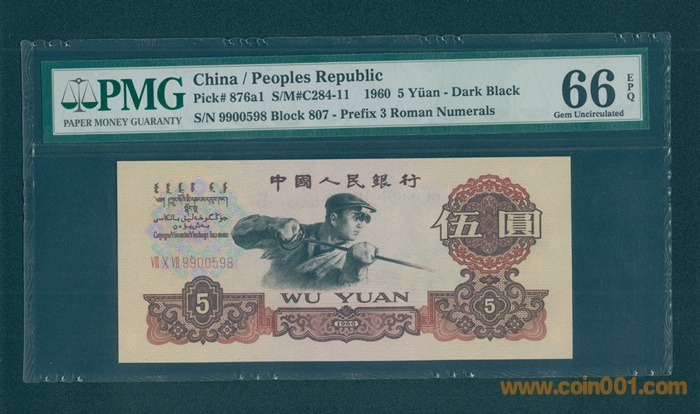 PMG
PAPER MONEY GUARANTY
China / Peoples Republic
Pick# 876a1 S/M#C284-11 1960 5 Yüan - Dark Black
S/N 9900598 Block 807 - Prefix 3 Roman Numerals
66 EPQ
Gem Uncirculated
中國人民銀行
伍圓
VIII X VII 9900598
5
WU YUAN
1960
5
www.coin001.com